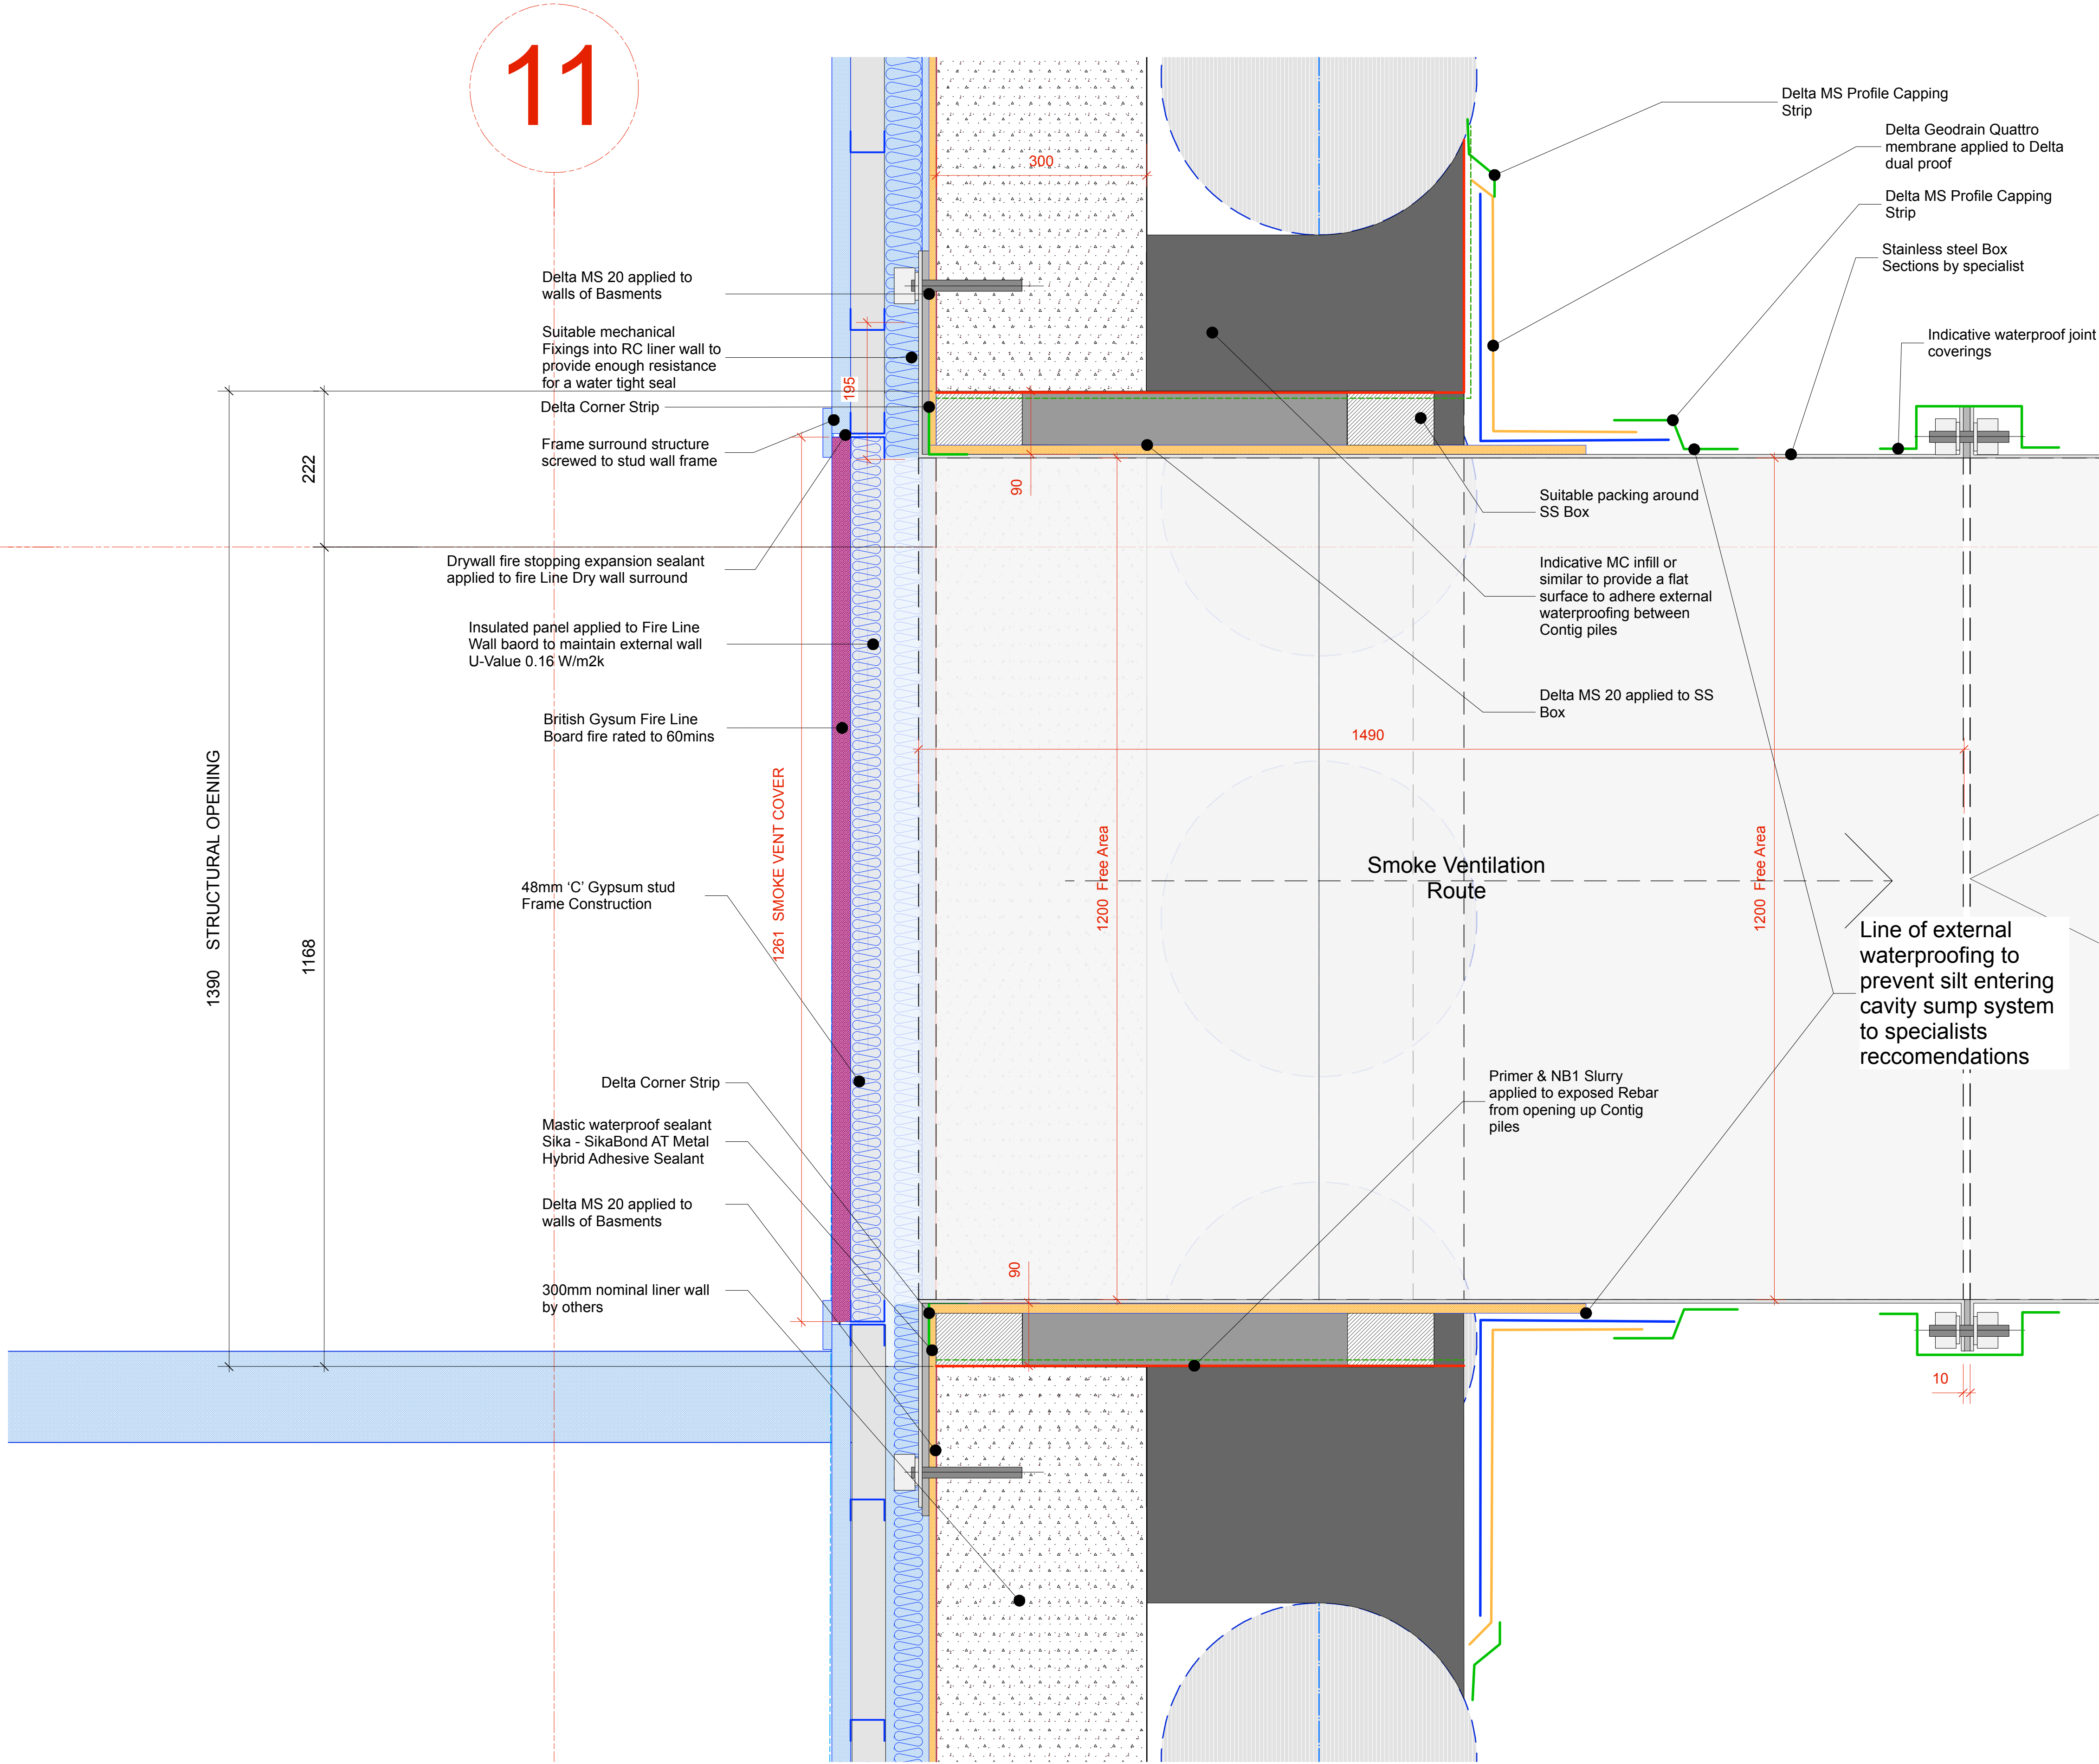 11
Delta MS Profile Capping
Strip
Delta Geodrain Quattro
membrane applied to Delta
dual proof
Delta MS Profile Capping
Strip
Stainless steel Box
Sections by specialist
Indicative waterproof joint
coverings
300
Delta MS 20 applied to
walls of Basments
Suitable mechanical
Fixings into RC liner wall to
provide enough resistance
for a water tight seal
Delta Corner Strip
Frame surround structure
screwed to stud wall frame
195
222
90
Suitable packing around
SS Box
Drywall fire stopping expansion sealant
applied to fire Line Dry wall surround
Indicative MC infill or
similar to provide a flat
surface to adhere external
waterproofing between
Contig piles
Insulated panel applied to Fire Line
Wall baord to maintain external wall
U-Value 0.16 W/m2k
Delta MS 20 applied to SS
Box
British Gysum Fire Line
Board fire rated to 60mins
1490
1390 STRUCTURAL OPENING
1168
1261 SMOKE VENT COVER
1200 Free Area
Smoke Ventilation
Route
1200 Free Area
48mm ‘C’ Gypsum stud
Frame Construction
Line of external
waterproofing to
prevent silt entering
cavity sump system
to specialists
reccomendations
Delta Corner Strip
Primer & NB1 Slurry
applied to exposed Rebar
from opening up Contig
piles
Mastic waterproof sealant
Sika - SikaBond AT Metal
Hybrid Adhesive Sealant
Delta MS 20 applied to
walls of Basments
90
300mm nominal liner wall
by others
10